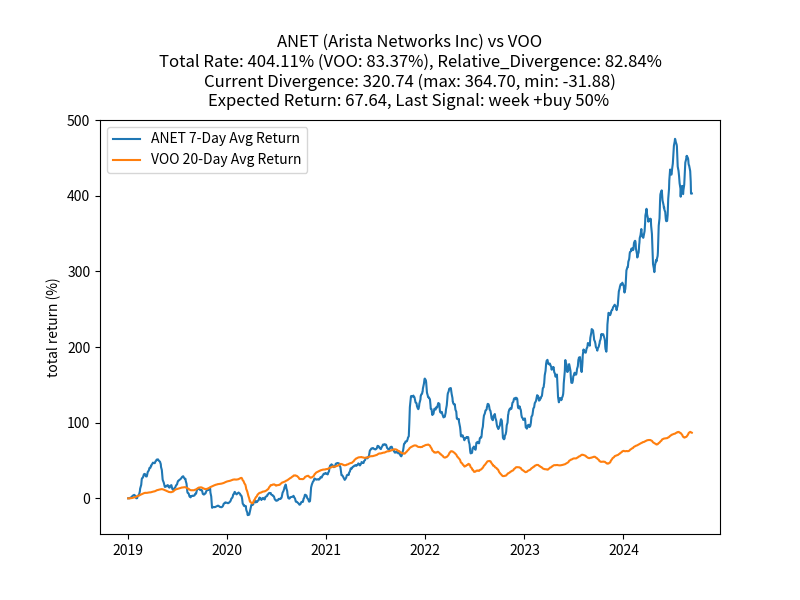 ANET (Arista Networks Inc) vs VOO
Total Rate: 404.11% (VOO: 83.37%), Relative_Divergence: 82.84%
Current Divergence: 320.74 (max: 364.70, min: -31.88)
Expected Return: 67.64, Last Signal: week +buy 50%
ANET 7-Day Avg Return
VOO 20-Day Avg Return
total return (%)
500
400
300
200
100
0
2019 2020 2021 2022 2023 2024